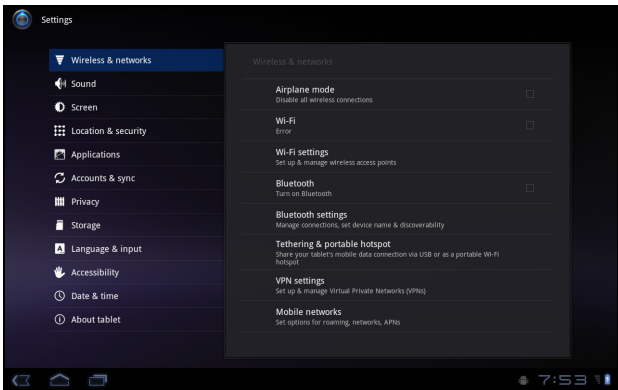 Settings
Wireless & networks
Sound
Screen
Location & security
Applications
Accounts & sync
Privacy
Storage
Language & input
Accessibility
Date & time
About tablet
Wireless & networks
Airplane mode
Disable all wireless connections
Wi-Fi
Error
Wi-Fi settings
Set up & manage wireless access points
Bluetooth
Turn on Bluetooth
Bluetooth settings
Manage connections, set device name & discoverability
Tethering & portable hotspot
Share your tablet's mobile data connection via USB or as a portable Wi-Fi
hotspot
VPN settings
Set up & manage Virtual Private Networks (VPNs)
Mobile networks
Set options for roaming, networks, APNs
7:53